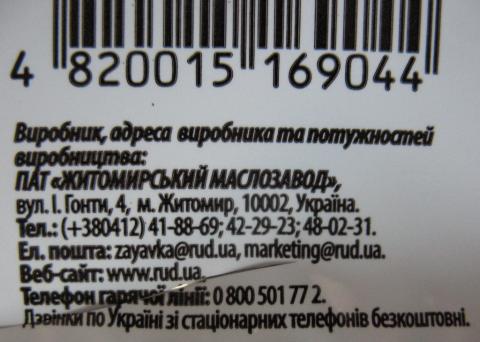 4 820015 169044
Виробник, адреса виробника та потужностей
виробництва:
ПАТ «ЖИТОМИРСЬКИЙ МАСЛОЗАВОД»,
вул. І. Гонти, 4, м. Житомир, 10002, Україна.
Тел.: (+380412) 41-88-69; 42-29-23; 48-02-31.
Ел. пошта: zayavka@rud.ua, marketing@rud.ua.
Веб-сайт: www.rud.ua,
Телефон гарячої лінії: 0 800 501 77 2.
Дзвінки по Україні зі стаціонарних телефонів безкоштовні.